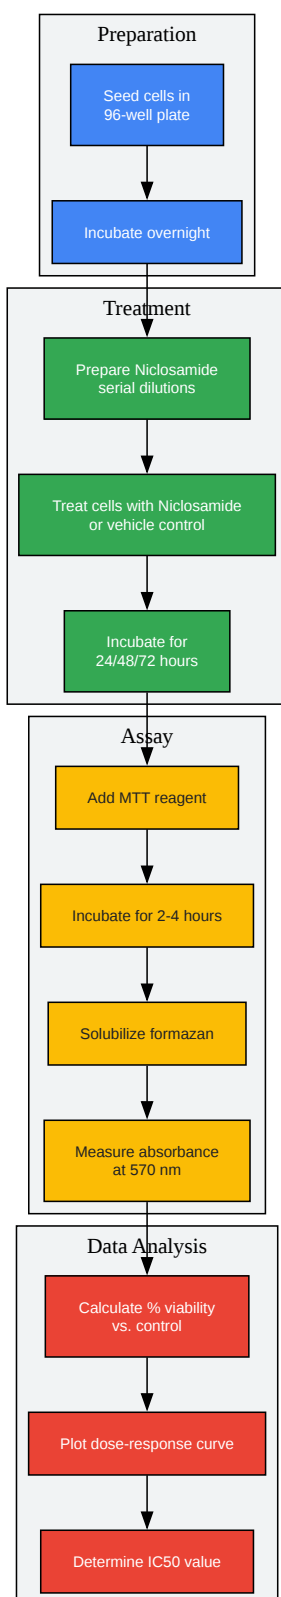 Preparation
Seed cells in
96-well plate
Incubate overnight
Treatment
Prepare Niclosamide
serial dilutions
Treat cells with Niclosamide
or vehicle control
Incubate for
24/48/72 hours
Assay
Add MTT reagent
Incubate for 2-4 hours
Solubilize formazan
Measure absorbance
at 570 nm
Data Analysis
Calculate % viability
vs. control
Plot dose-response curve
Determine IC50 value